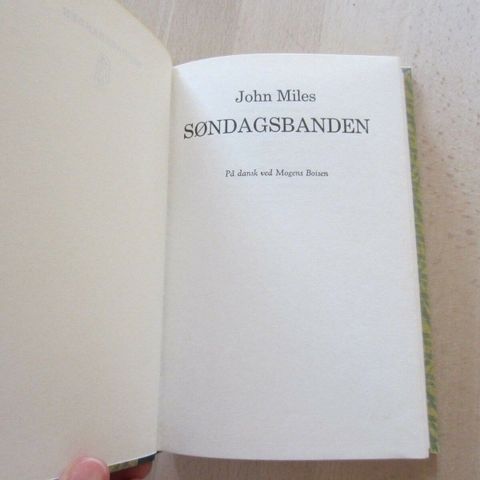 John Miles
SØNDAGSBANDEN
På dansk ved Mogens Boisen